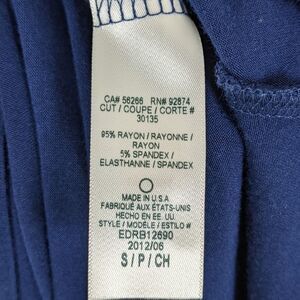 CA# 56266 RN# 92874
CUT / COUPE / CORTE #
30135
95% RAYON / RAYONNE /
RAYON
5% SPANDEX /
ELASTHANNE / SPANDEX
MADE IN U.S.A.
FABRIQUÉ AUX ÉTATS-UNIS
HECHO EN EE. UU.
STYLE / MODÈLE / ESTILO #
EDRB12690
2012/06
S / P / CH